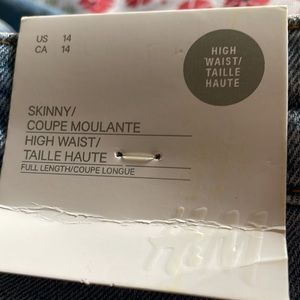 US 14
CA 14
HIGH
WAIST/
TAILLE
HAUTE
SKINNY/
COUPE MOULANTE
HIGH WAIST/
TAILLE HAUTE
FULL LENGTH/COUPE LONGUE
H&M